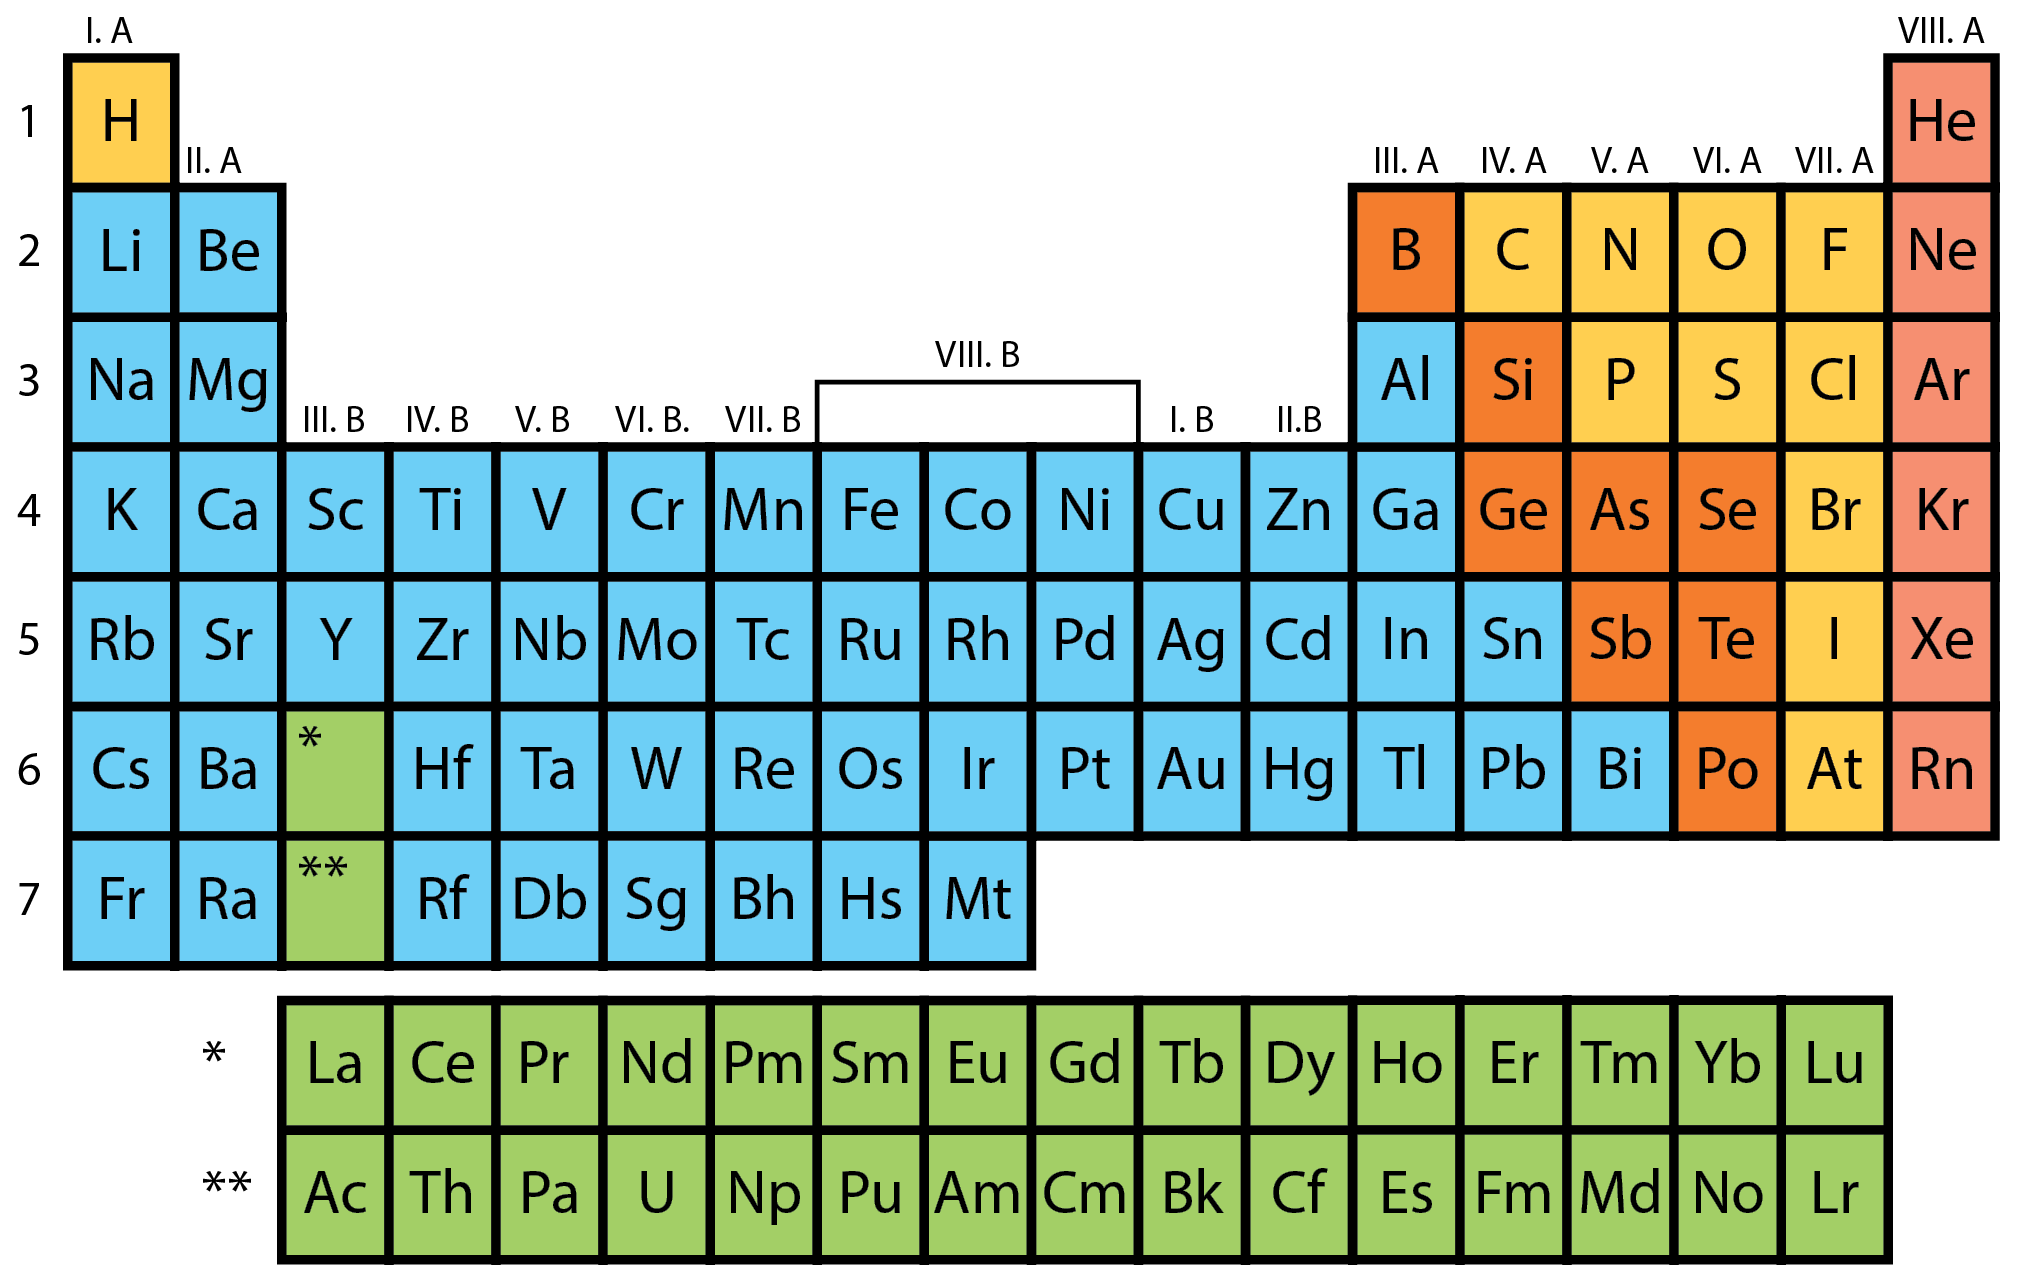 I. A VIII. A
1 H He
II. A III. A IV. A V. A VI. A VII. A
2 Li Be B C N O F Ne
VIII. B
3 Na Mg Al Si P S Cl Ar
III. B IV. B V. B VI. B. VII. B I. B II.B
4 K Ca Sc Ti V Cr Mn Fe Co Ni Cu Zn Ga Ge As Se Br Kr
5 Rb Sr Y Zr Nb Mo Tc Ru Rh Pd Ag Cd In Sn Sb Te I Xe
6 Cs Ba * Hf Ta W Re Os Ir Pt Au Hg Tl Pb Bi Po At Rn
7 Fr Ra ** Rf Db Sg Bh Hs Mt
* La Ce Pr Nd Pm Sm Eu Gd Tb Dy Ho Er Tm Yb Lu
** Ac Th Pa U Np Pu Am Cm Bk Cf Es Fm Md No Lr